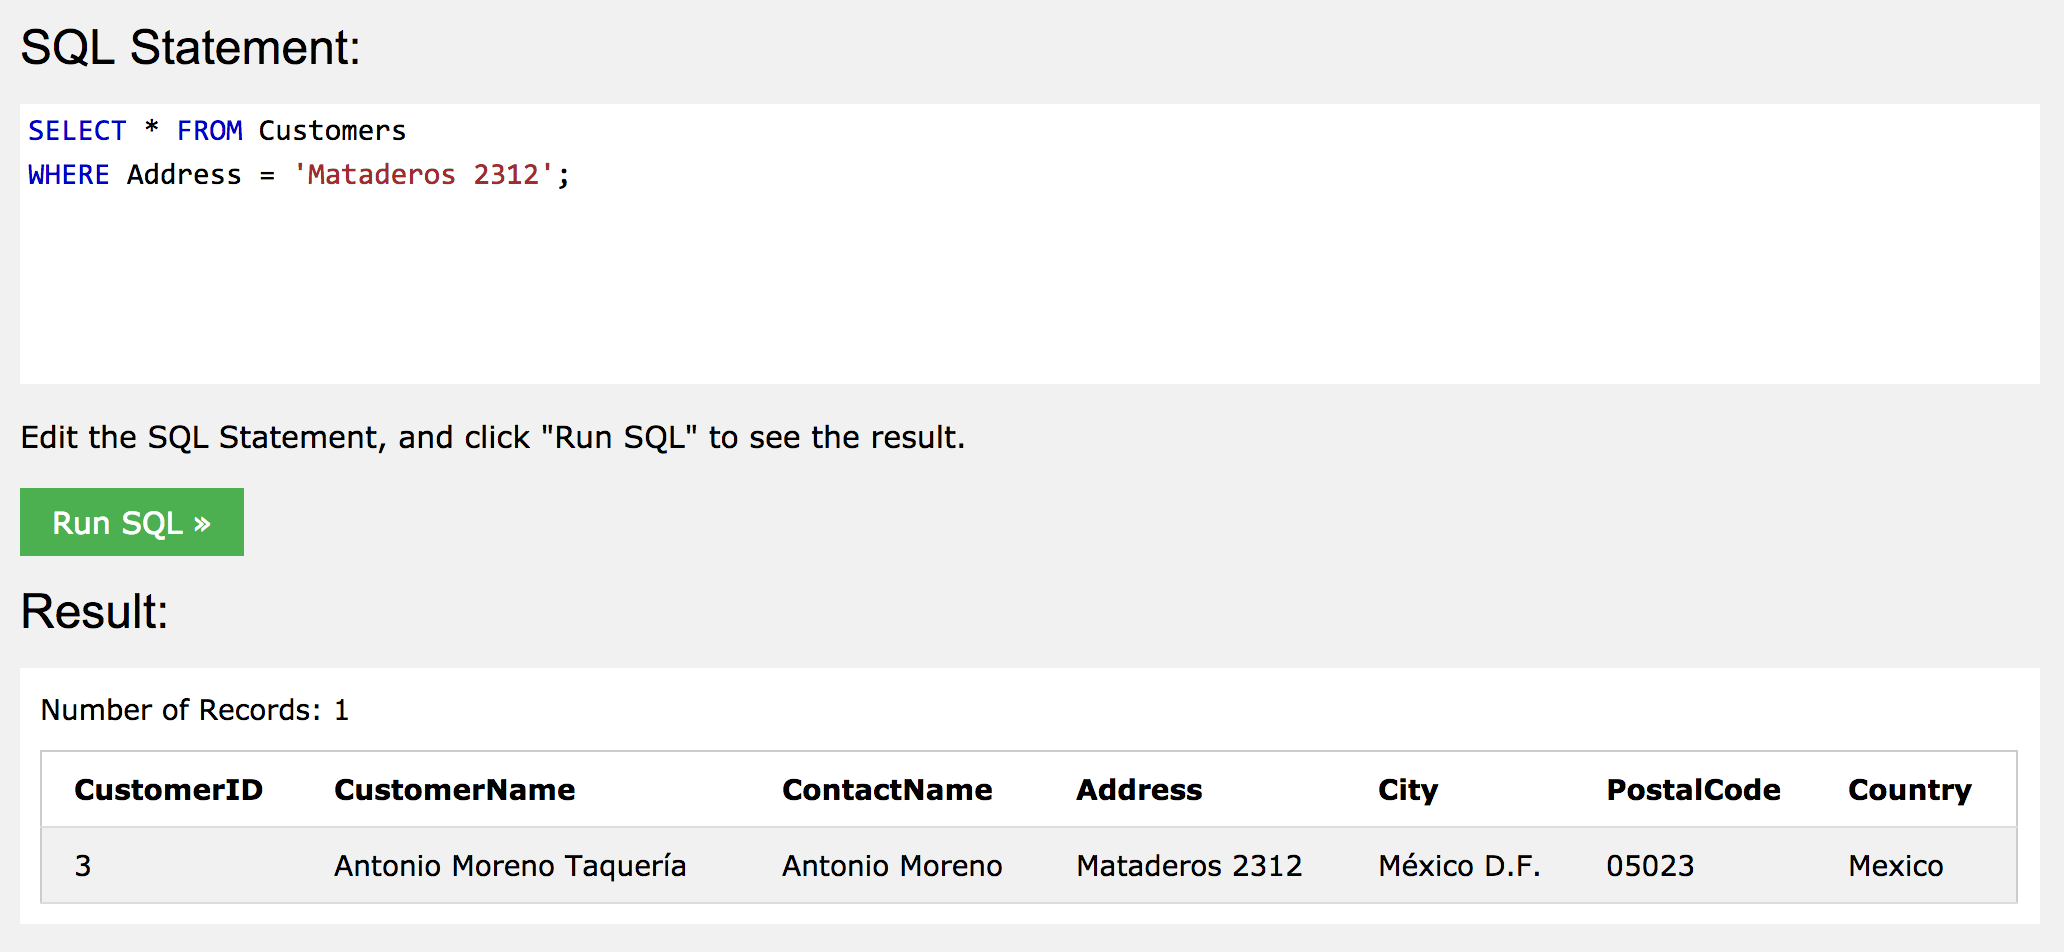 SQL Statement:
SELECT * FROM Customers
WHERE Address = 'Mataderos 2312';
Edit the SQL Statement, and click "Run SQL" to see the result.
Run SQL »
Result:
Number of Records: 1
CustomerID CustomerName ContactName Address City PostalCode Country
3 Antonio Moreno Taquería Antonio Moreno Mataderos 2312 México D.F. 05023 Mexico